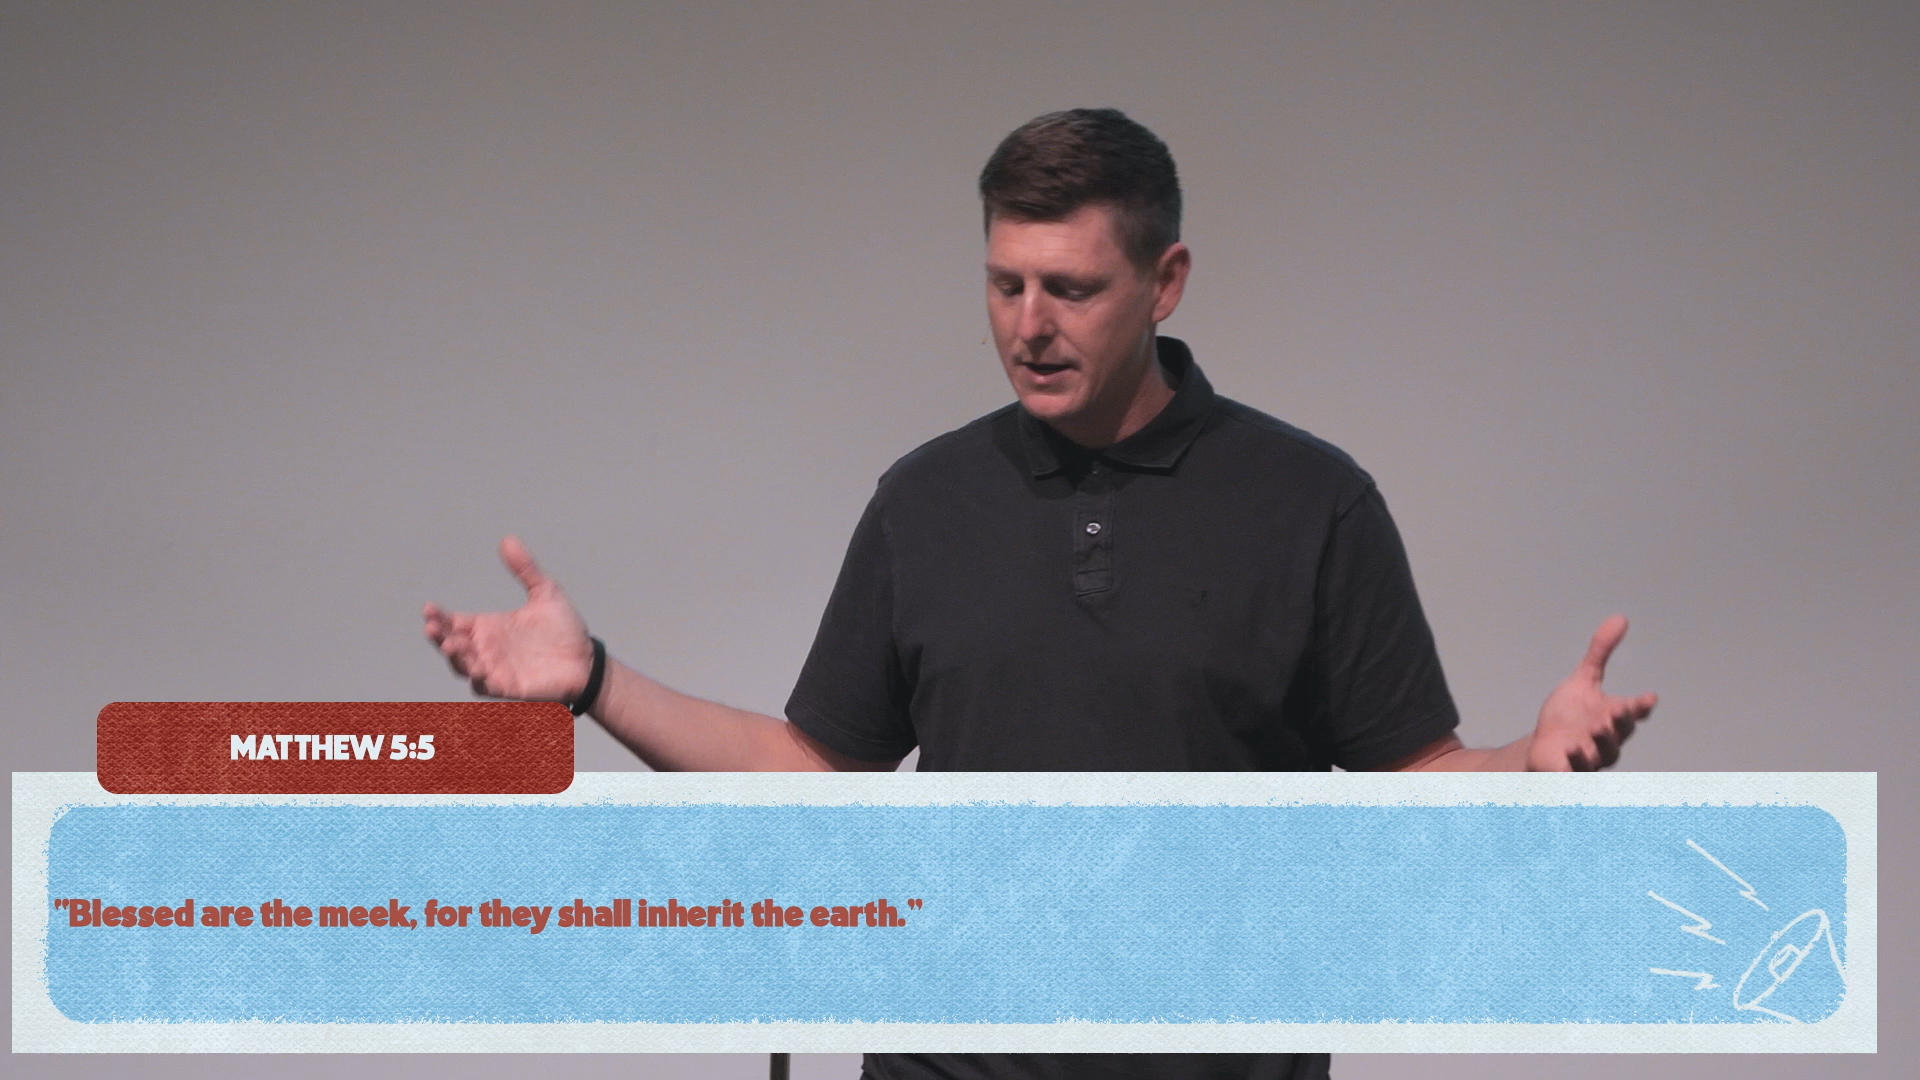 MATTHEW 5:5
"Blessed are the meek, for they shall inherit the earth."